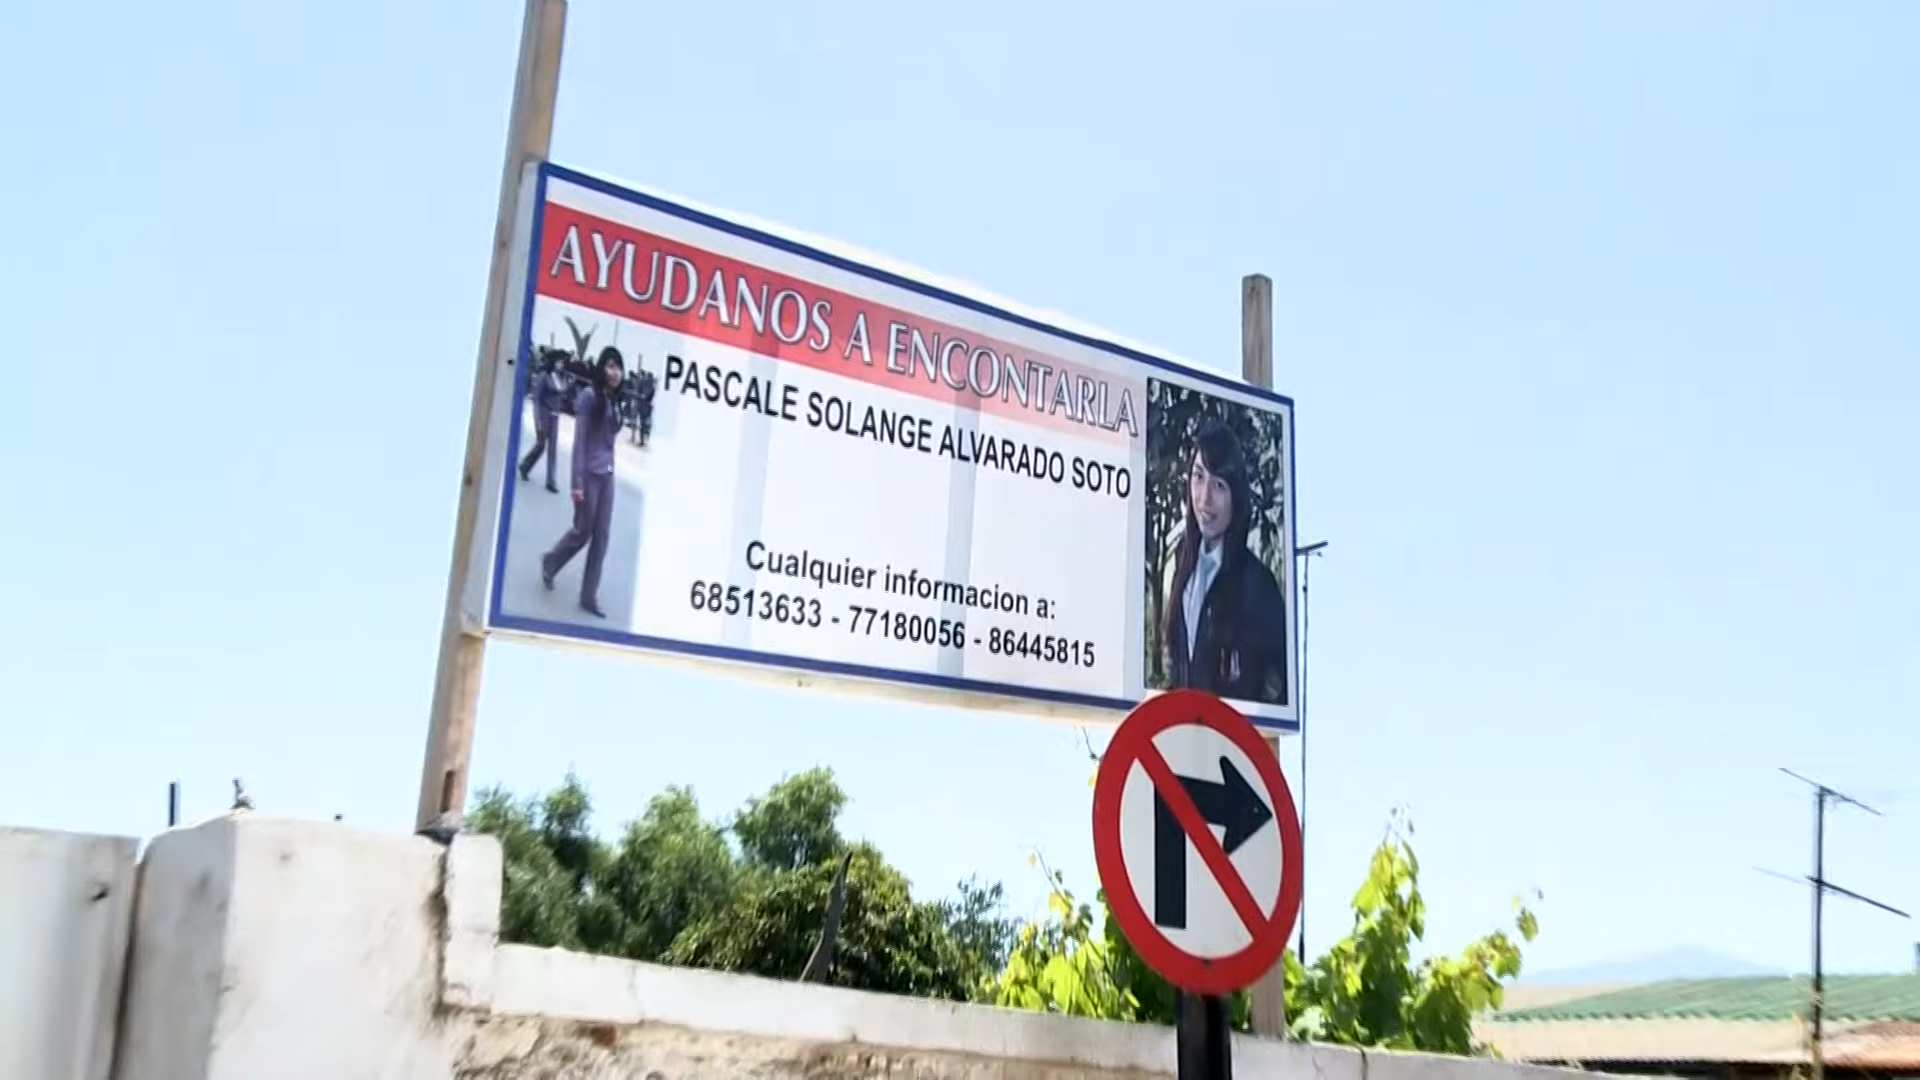 AYUDANOS A ENCONTARLA
PASCALE SOLANGE ALVARADO SOTO
Cualquier informacion a:
68513633 - 77180056 - 86445815